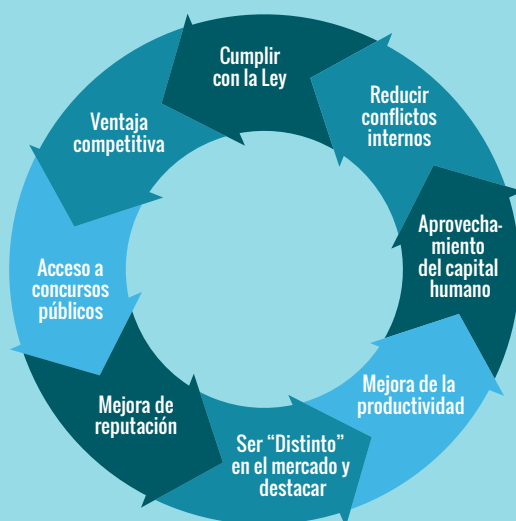 Cumplir
con la Ley
Reducir
conflictos
internos
Aprovecha-
miento
del capital
humano
Mejora de la
productividad
Ser “Distinto”
en el mercado y
destacar
Mejora de
reputación
Acceso a
concursos
públicos
Ventaja
competitiva